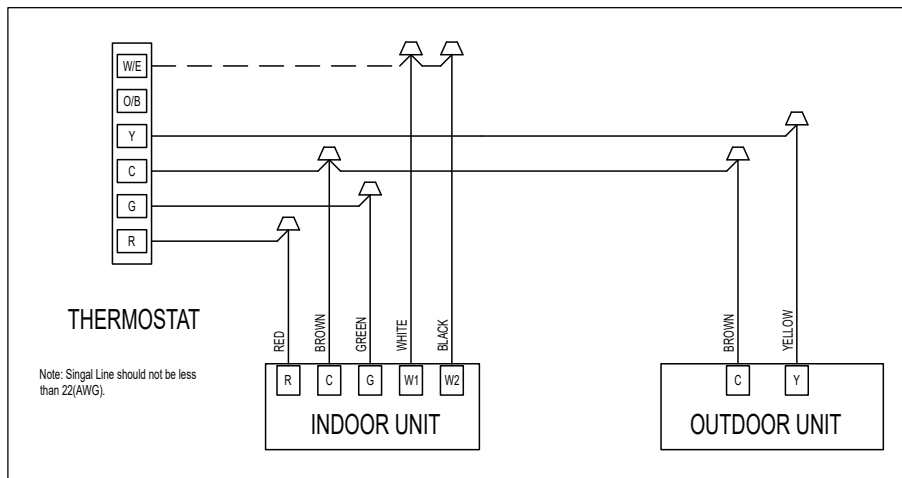 W/E
O/B
Y
C
G
R
THERMOSTAT
Note: Singal Line should not be less
than 22(AWG).
RED
BROWN
GREEN
WHITE
BLACK
R
C
G
W1
W2
INDOOR UNIT
BROWN
YELLOW
C
Y
OUTDOOR UNIT